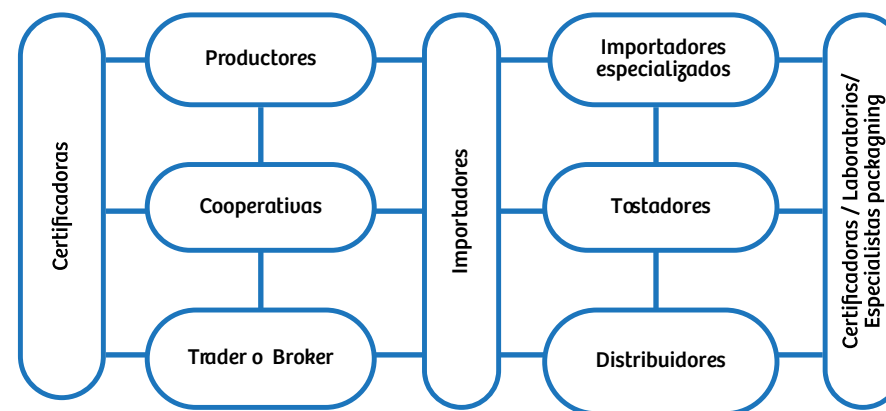 Certificadoras
Productores
Cooperativas
Trader o Broker
Importadores
Importadores
especializados
Tostadores
Distribuidores
Certificadoras / Laboratorios/
Especialistas packagning